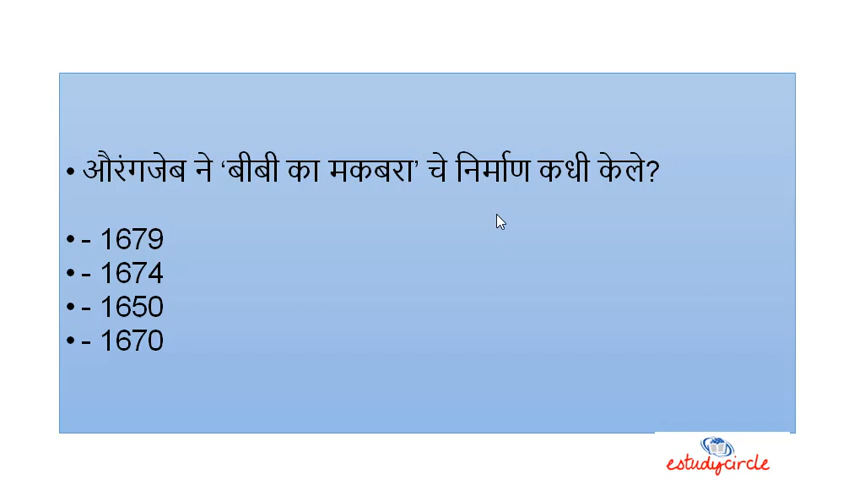 • औरंगजेब ने ‘बीबी का मकबरा’ चे निर्माण कधी केले?
• - 1679
• - 1674
• - 1650
• - 1670
estudycircle